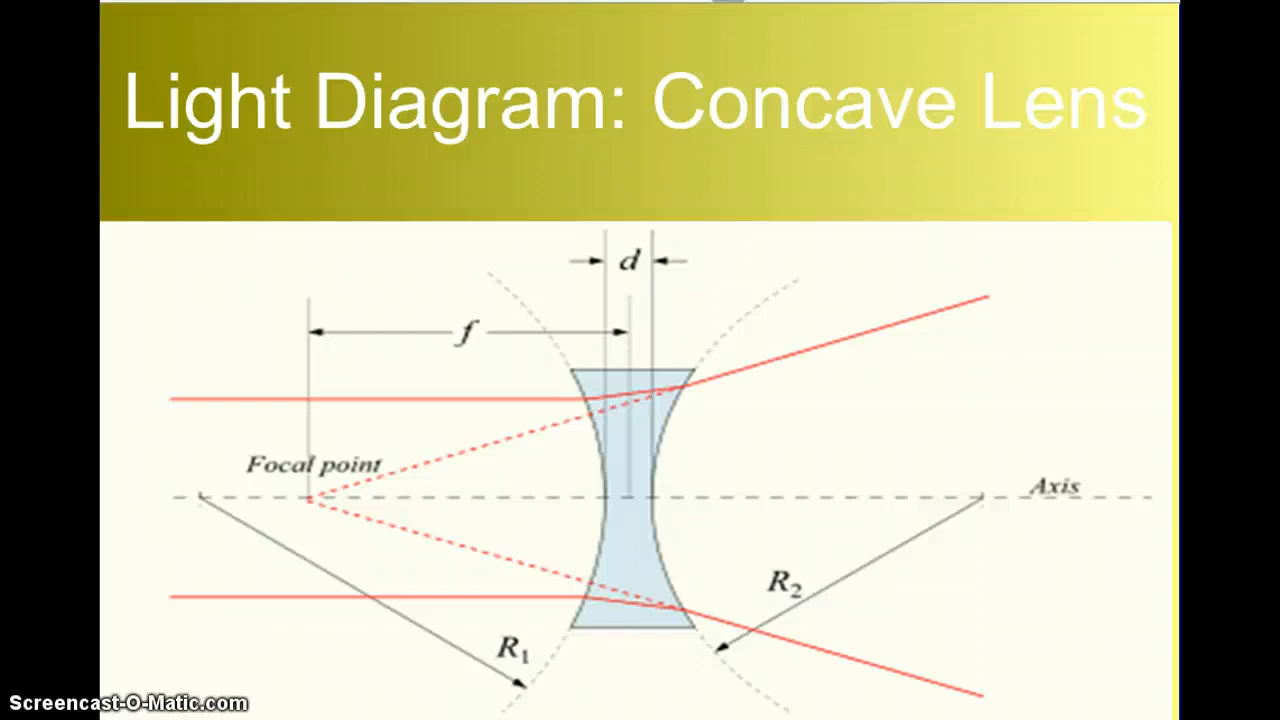 Light Diagram: Concave Lens
d
f
Focal point
Axis
R2
R1
Screencast-O-Matic.com